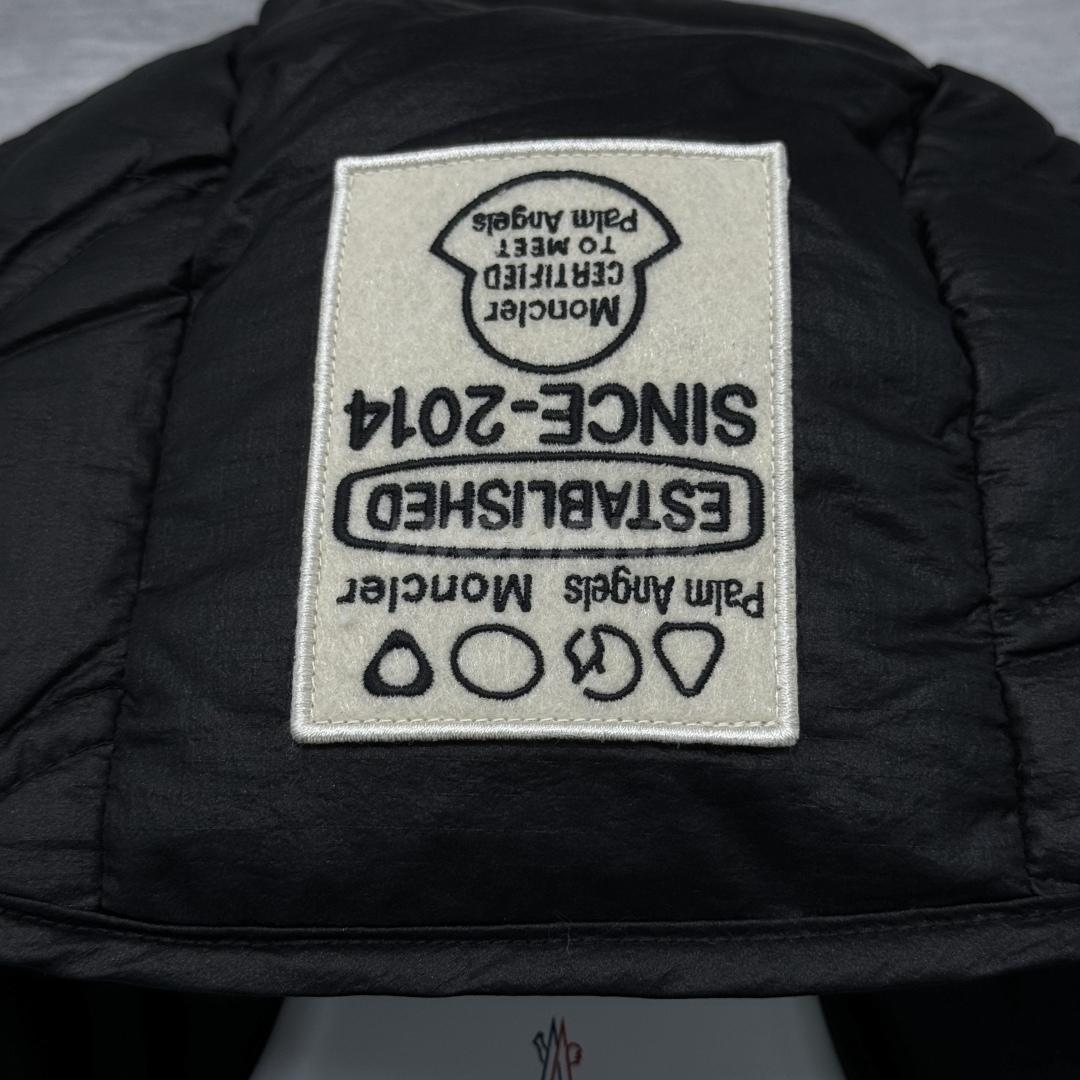 Palm Angels Moncler
ESTABLISHED
SINCE-2014
Moncler
CERTIFIED
TO MEET
Palm Angels